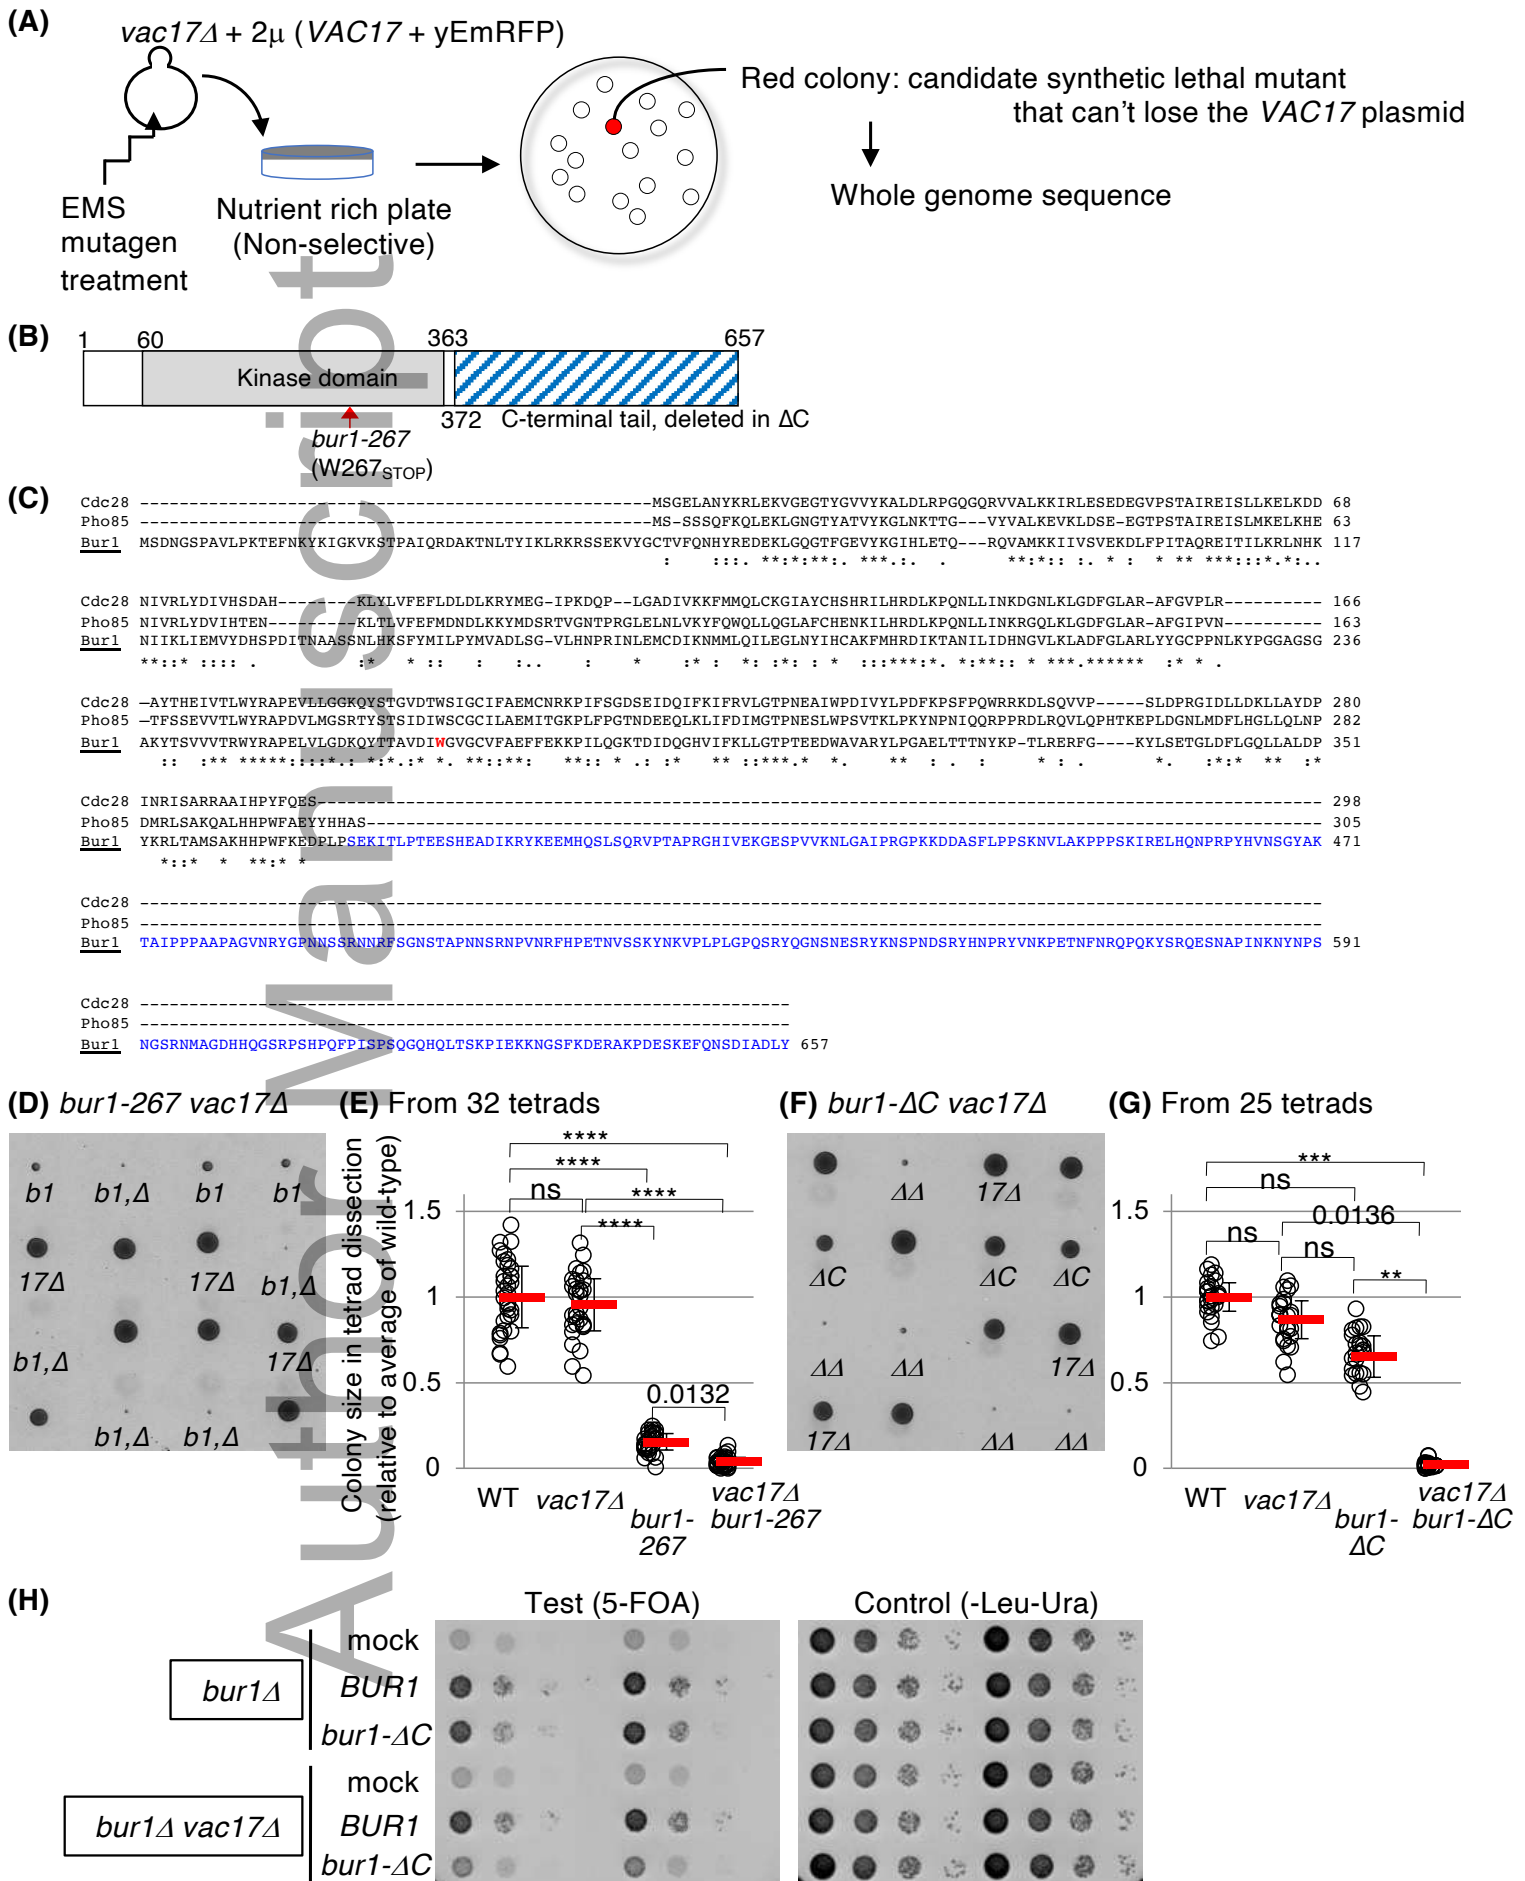 (A)
vac17Δ + 2μ (VAC17 + yEmRFP)
Red colony: candidate synthetic lethal mutant
that can't lose the VAC17 plasmid
Whole genome sequence
EMS
mutagen
treatment
Nutrient rich plate
(Non-selective)
Author Manuscript
(B)
1 60 363 657
Kinase domain
372 C-terminal tail, deleted in ΔC
bur1-267
(W267STOP)
(C)
Cdc28 ----------------------------------------------------MSGELANYKRLEKVGEGTYGVVYKALDLRPGQGQRVVALKKIRLESEDEGVPSTAIREISLLKELKDD 68
Pho85 ----------------------------------------------------MS-SSSQFKQLEKLGNGTYATVYKGLNKTTG---VYVALKEVKLDSE-EGTPSTAIREISLMKELKHE 63
Bur1 MSDNGSPAVLPKTEFNKYKIGKVKSTPAIQRDAKTNLTYIKLRKRSSEKVYGCTVFQNHYREDEKLGQGTFGEVYKGIHLETQ---RQVAMKKIIVSVEKDLFPITAQREITILKRLNHK 117
: :::. **:*:**:. ***.:. . **:*:: :. * : * ** ***:::*.*:..
Cdc28 NIVRLYDIVHSDAH--------KLYLVFEFLDLDLKRYMEG-IPKDQP--LGADIVKKFMMQLCKGIAYCHSHRILHRDLKPQNLLINKDGNLKLGDFGLAR-AFGVPLR---------- 166
Pho85 NIVRLYDVIHTEN---------KLTLVFEFMDNDLKKYMDSRTVGNTPRGLELNLVKYFQWQLLQGLAFCHENKILHRDLKPQNLLINKRGQLKLGDFGLAR-AFGIPVN---------- 163
Bur1 NIIKLIEMVYDHSPDITNAASSNLHKSFYMILPYMVADLSG-VLHNPRINLEMCDIKNMMLQILEGLNYIHCAKFMHRDIKTANILIDHNGVLKLADFGLARLYYGCPPNLKYPGGAGSG 236
**::* :::: . :* * :: : :.. : * :* : *: :*: : * ::***:*. *:**:: * ***.****** :* * .
Cdc28 –AYTHEIVTLWYRAPEVLLGGKQYSTGVDTWSIGCIFAEMCNRKPIFSGDSEIDQIFKIFRVLGTPNEAIWPDIVYLPDFKPSFPQWRRKDLSQVVP-----SLDPRGIDLLDKLLAYDP 280
Pho85 –TFSSEVVTLWYRAPDVLMGSRTYSTSIDIWSCGCILAEMITGKPLFPGTNDEEQLKLIFDIMGTPNESLWPSVTKLPKYNPNIQQRPPRDLRQVLQPHTKEPLDGNLMDFLHGLLQLNP 282
Bur1 AKYTSVVVTRWYRAPELVLGDKQYTTAVDIWGVGCVFAEFFEKKPILQGKTDIDQGHVIFKLLGTPTEEDWAVARYLPGAELTTTNYKP-TLRERFG----KYLSETGLDFLGQLLALDP 351
:: :** *****::::*.: *:*.:* *. **::**: **:: * .: :* ** ::***.* *. ** : . : * : . *. :*:** :*
Cdc28 INRISARRAAIHPYFQES------------------------------------------------------------------------------------------------------ 298
Pho85 DMRLSAKQALHHPWFAEYYHHAS------------------------------------------------------------------------------------------------- 305
Bur1 YKRLTAMSAKHHPWFKEDPLPSEKITLPTEESHEADIKRYKEEMHQSLSQRVPTAPRGHIVEKGESPVVKNLGAIPRGPKKDDASFLPPSKNVLAKPPPSKIRELHQNPRPYHVNSGYAK 471
*::* * **:* *
Cdc28 ------------------------------------------------------------------------------------------------------------------------
Pho85 ------------------------------------------------------------------------------------------------------------------------
Bur1 TAIPPPAAPAGVNRYGPNNSSRNNRFSGNSTAPNNSRNPVNRFHPETNVSSKYNKVPLPLGPQSRYQGNSNESRYKNSPNDSRYHNPRYVNKPETNFNRQPQKYSRQESNAPINKNYNPS 591
Cdc28 ------------------------------------------------------------------
Pho85 ------------------------------------------------------------------
Bur1 NGSRNMAGDHHQGSRPSHPQFPISPSQGQHQLTSKPIEKKNGSFKDERAKPDESKEFQNSDIADLY 657
(D) bur1-267 vac17Δ
b1 b1,Δ b1 b1
17Δ 17Δ b1,Δ
b1,Δ 17Δ
b1,Δ b1,Δ
(E) From 32 tetrads
Colony size in tetrad dissection
(relative to average of wild-type)
****
****
ns ****
****
0.0132
1.5
1
0.5
0
WT vac17Δ bur1-267 vac17Δ bur1-267
(F) bur1-ΔC vac17Δ
ΔΔ 17Δ
ΔC ΔC ΔC
ΔΔ ΔΔ 17Δ
17Δ ΔΔ ΔΔ
(G) From 25 tetrads
***
ns
0.0136
ns ns
**
1.5
1
0.5
0
WT vac17Δ bur1-ΔC vac17Δ bur1-ΔC
(H)
Test (5-FOA) Control (-Leu-Ura)
bur1Δ
mock
BUR1
bur1-ΔC
bur1Δ vac17Δ
mock
BUR1
bur1-ΔC